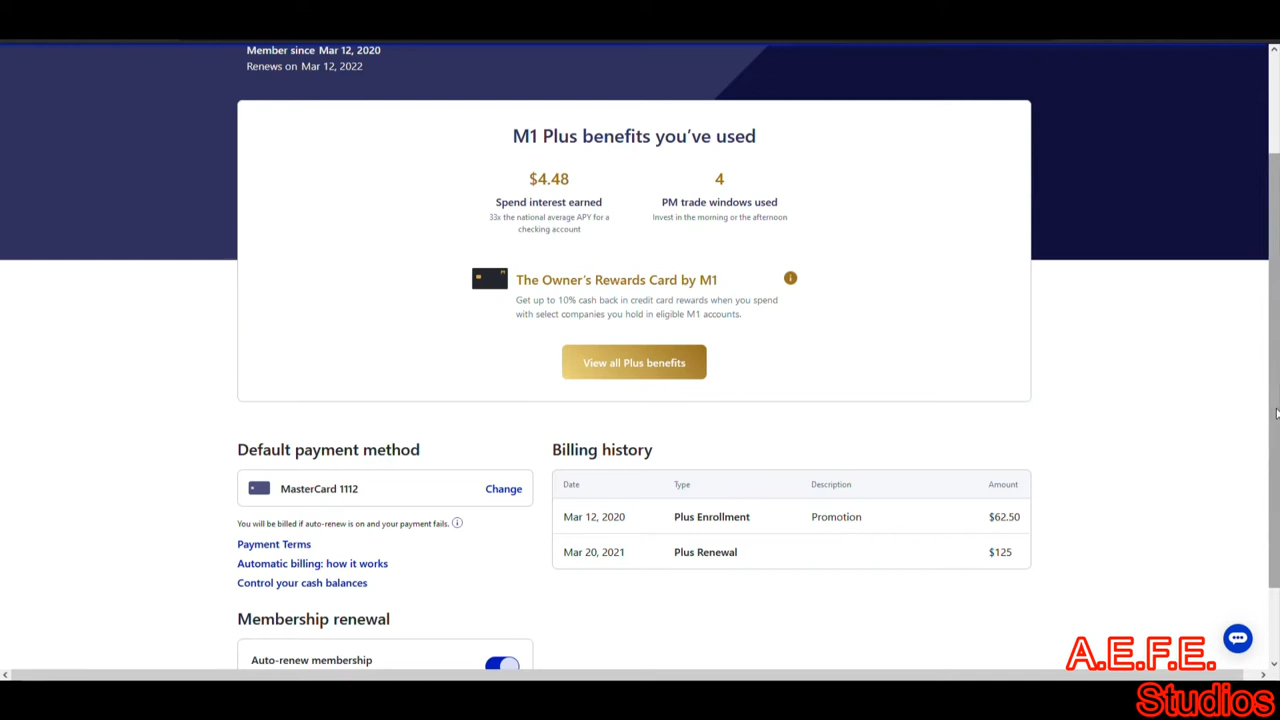 Member since Mar 12, 2020
Renews on Mar 12, 2022
M1 Plus benefits you've used
$4.48
Spend interest earned
33x the national average APY for a
checking account
4
PM trade windows used
Invest in the morning or the afternoon
The Owner's Rewards Card by M1
Get up to 10% cash back in credit card rewards when you spend
with select companies you hold in eligible M1 accounts.
View all Plus benefits
Default payment method
MasterCard 1112 Change
You will be billed if auto-renew is on and your payment fails.
Payment Terms
Automatic billing: how it works
Control your cash balances
Membership renewal
Auto-renew membership
Billing history
Date Type Description Amount
Mar 12, 2020 Plus Enrollment Promotion $62.50
Mar 20, 2021 Plus Renewal $125
A.E.F.E.
Studios